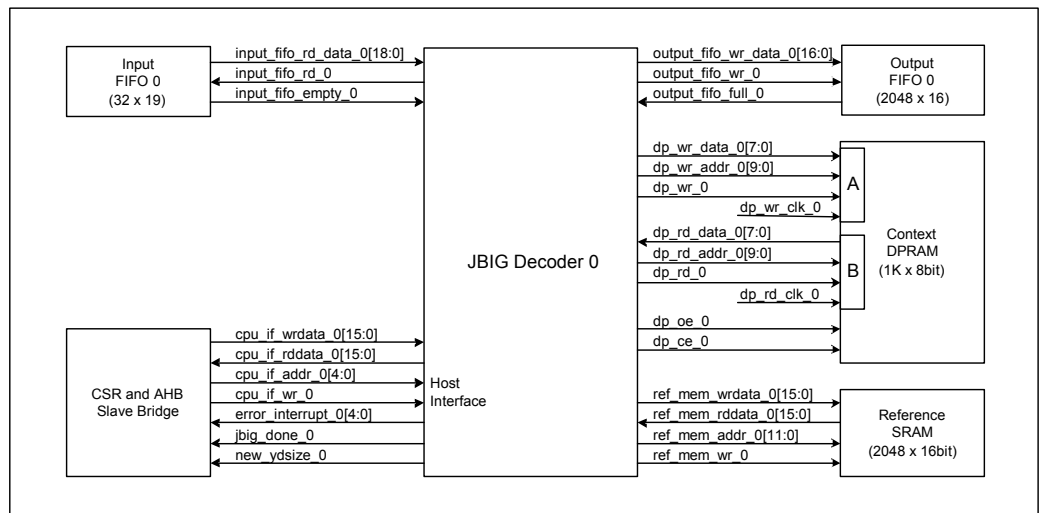 Input
FIFO 0
(32 x 19)
input_fifo_rd_data_0[18:0]
input_fifo_rd_0
input_fifo_empty_0
output_fifo_wr_data_0[16:0]
output_fifo_wr_0
output_fifo_full_0
Output
FIFO 0
(2048 x 16)
JBIG Decoder 0
dp_wr_data_0[7:0]
dp_wr_addr_0[9:0]
dp_wr_0
dp_wr_clk_0
A
dp_rd_data_0[7:0]
dp_rd_addr_0[9:0]
dp_rd_0
dp_rd_clk_0
B
dp_oe_0
dp_ce_0
Context
DPRAM
(1K x 8bit)
CSR and AHB
Slave Bridge
cpu_if_wrdata_0[15:0]
cpu_if_rddata_0[15:0]
cpu_if_addr_0[4:0]
cpu_if_wr_0
error_interrupt_0[4:0]
jbig_done_0
new_ydsize_0
Host
Interface
ref_mem_wrdata_0[15:0]
ref_mem_rddata_0[15:0]
ref_mem_addr_0[11:0]
ref_mem_wr_0
Reference
SRAM
(2048 x 16bit)